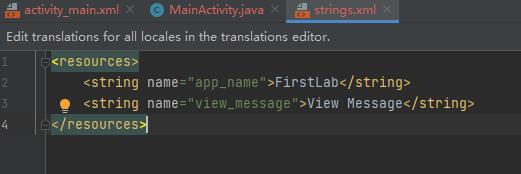 activity_main.xml MainActivity.java strings.xml
Edit translations for all locales in the translations editor.
1 <resources>
2 <string name="app_name">FirstLab</string>
3 <string name="view_message">View Message</string>
4 </resources>